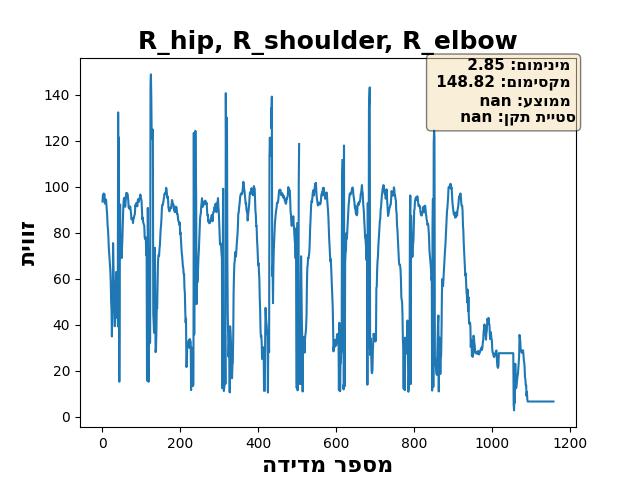 R_hip, R_shoulder, R_elbow
מינימום: 2.85
מקסימום: 148.82
ממוצע: nan
סטיית תקן: nan
זווית
140
120
100
80
60
40
20
0
0 200 400 600 800 1000 1200
מספר מדידה